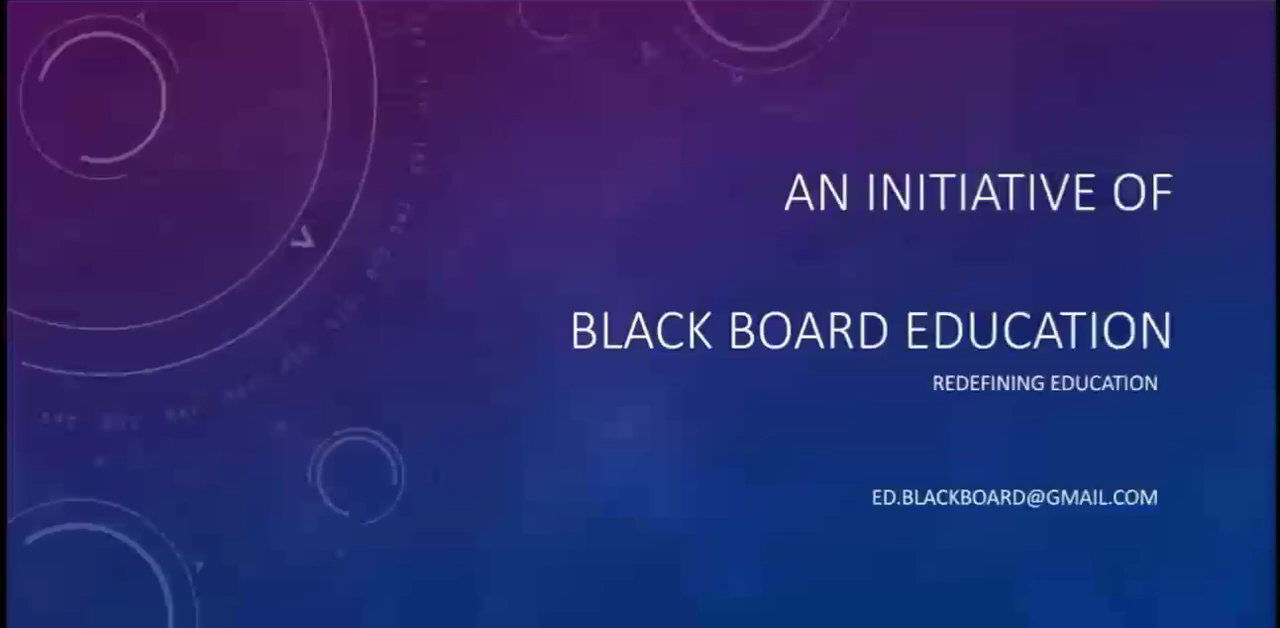 AN INITIATIVE OF
BLACK BOARD EDUCATION
REDEFINING EDUCATION
ED.BLACKBOARD@GMAIL.COM